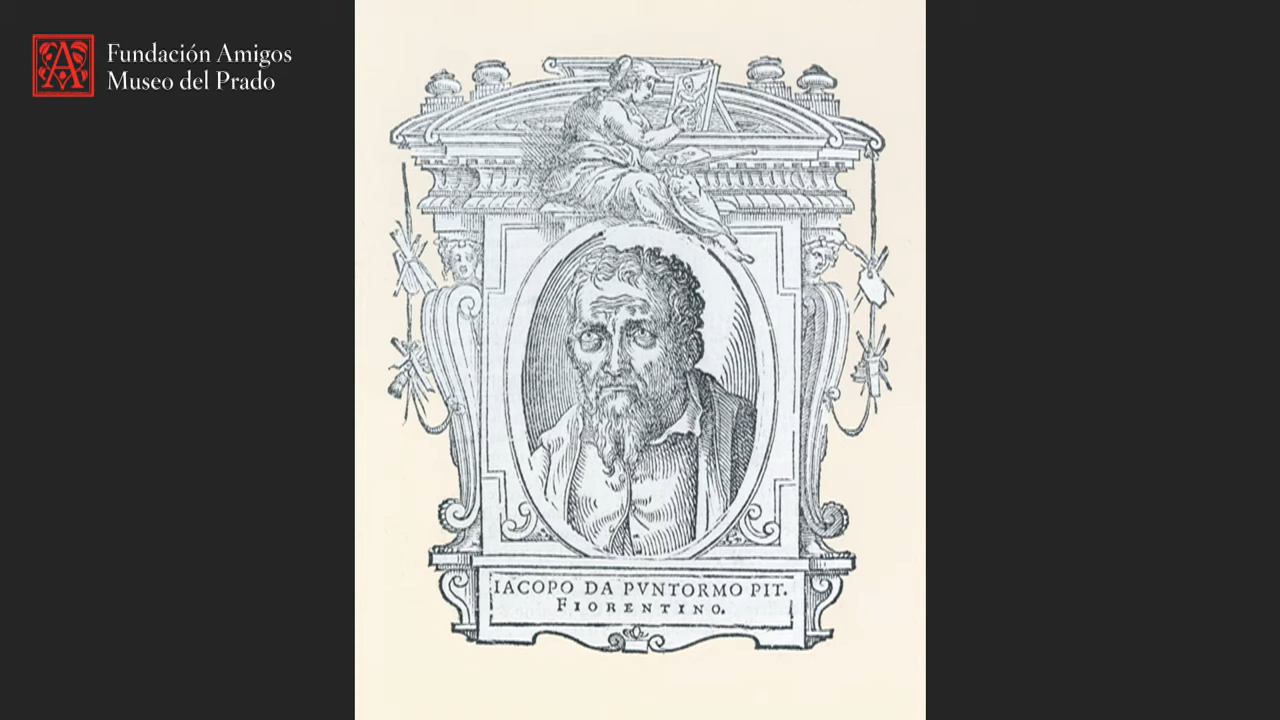 Fundación Amigos
Museo del Prado
IACOPO DA PVNTORMO PIT.
FIORENTINO.